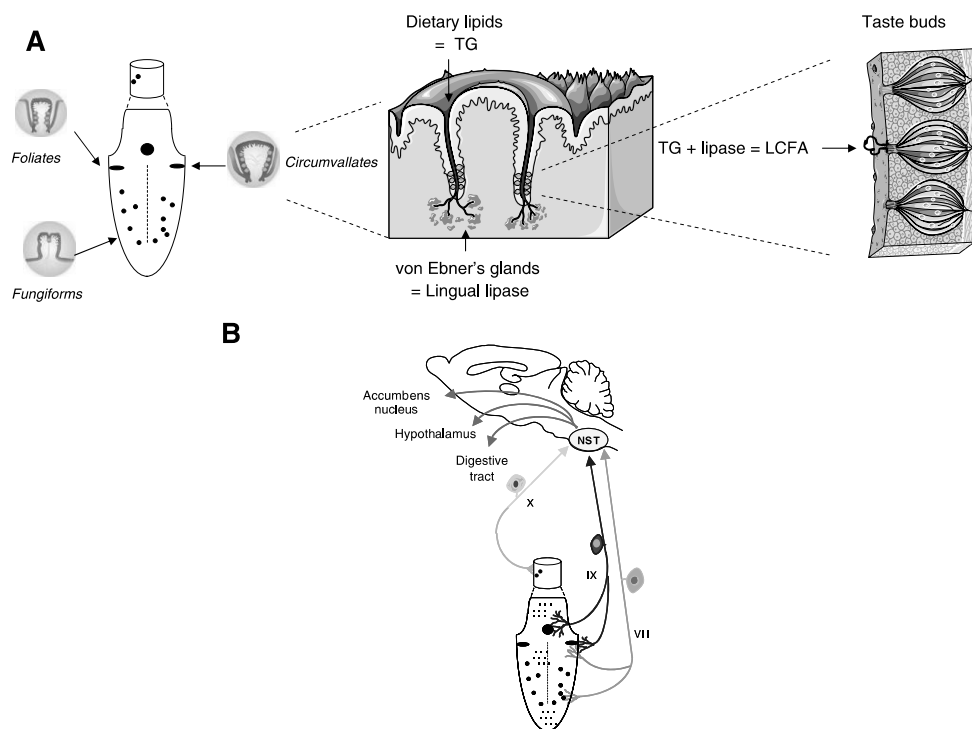 A
Dietary lipids
= TG
Taste buds
Foliates
Circumvallates
TG + lipase = LCFA
Fungiforms
von Ebner's glands
= Lingual lipase
B
Accumbens
nucleus
Hypothalamus
Digestive
tract
NST
X
IX
VII